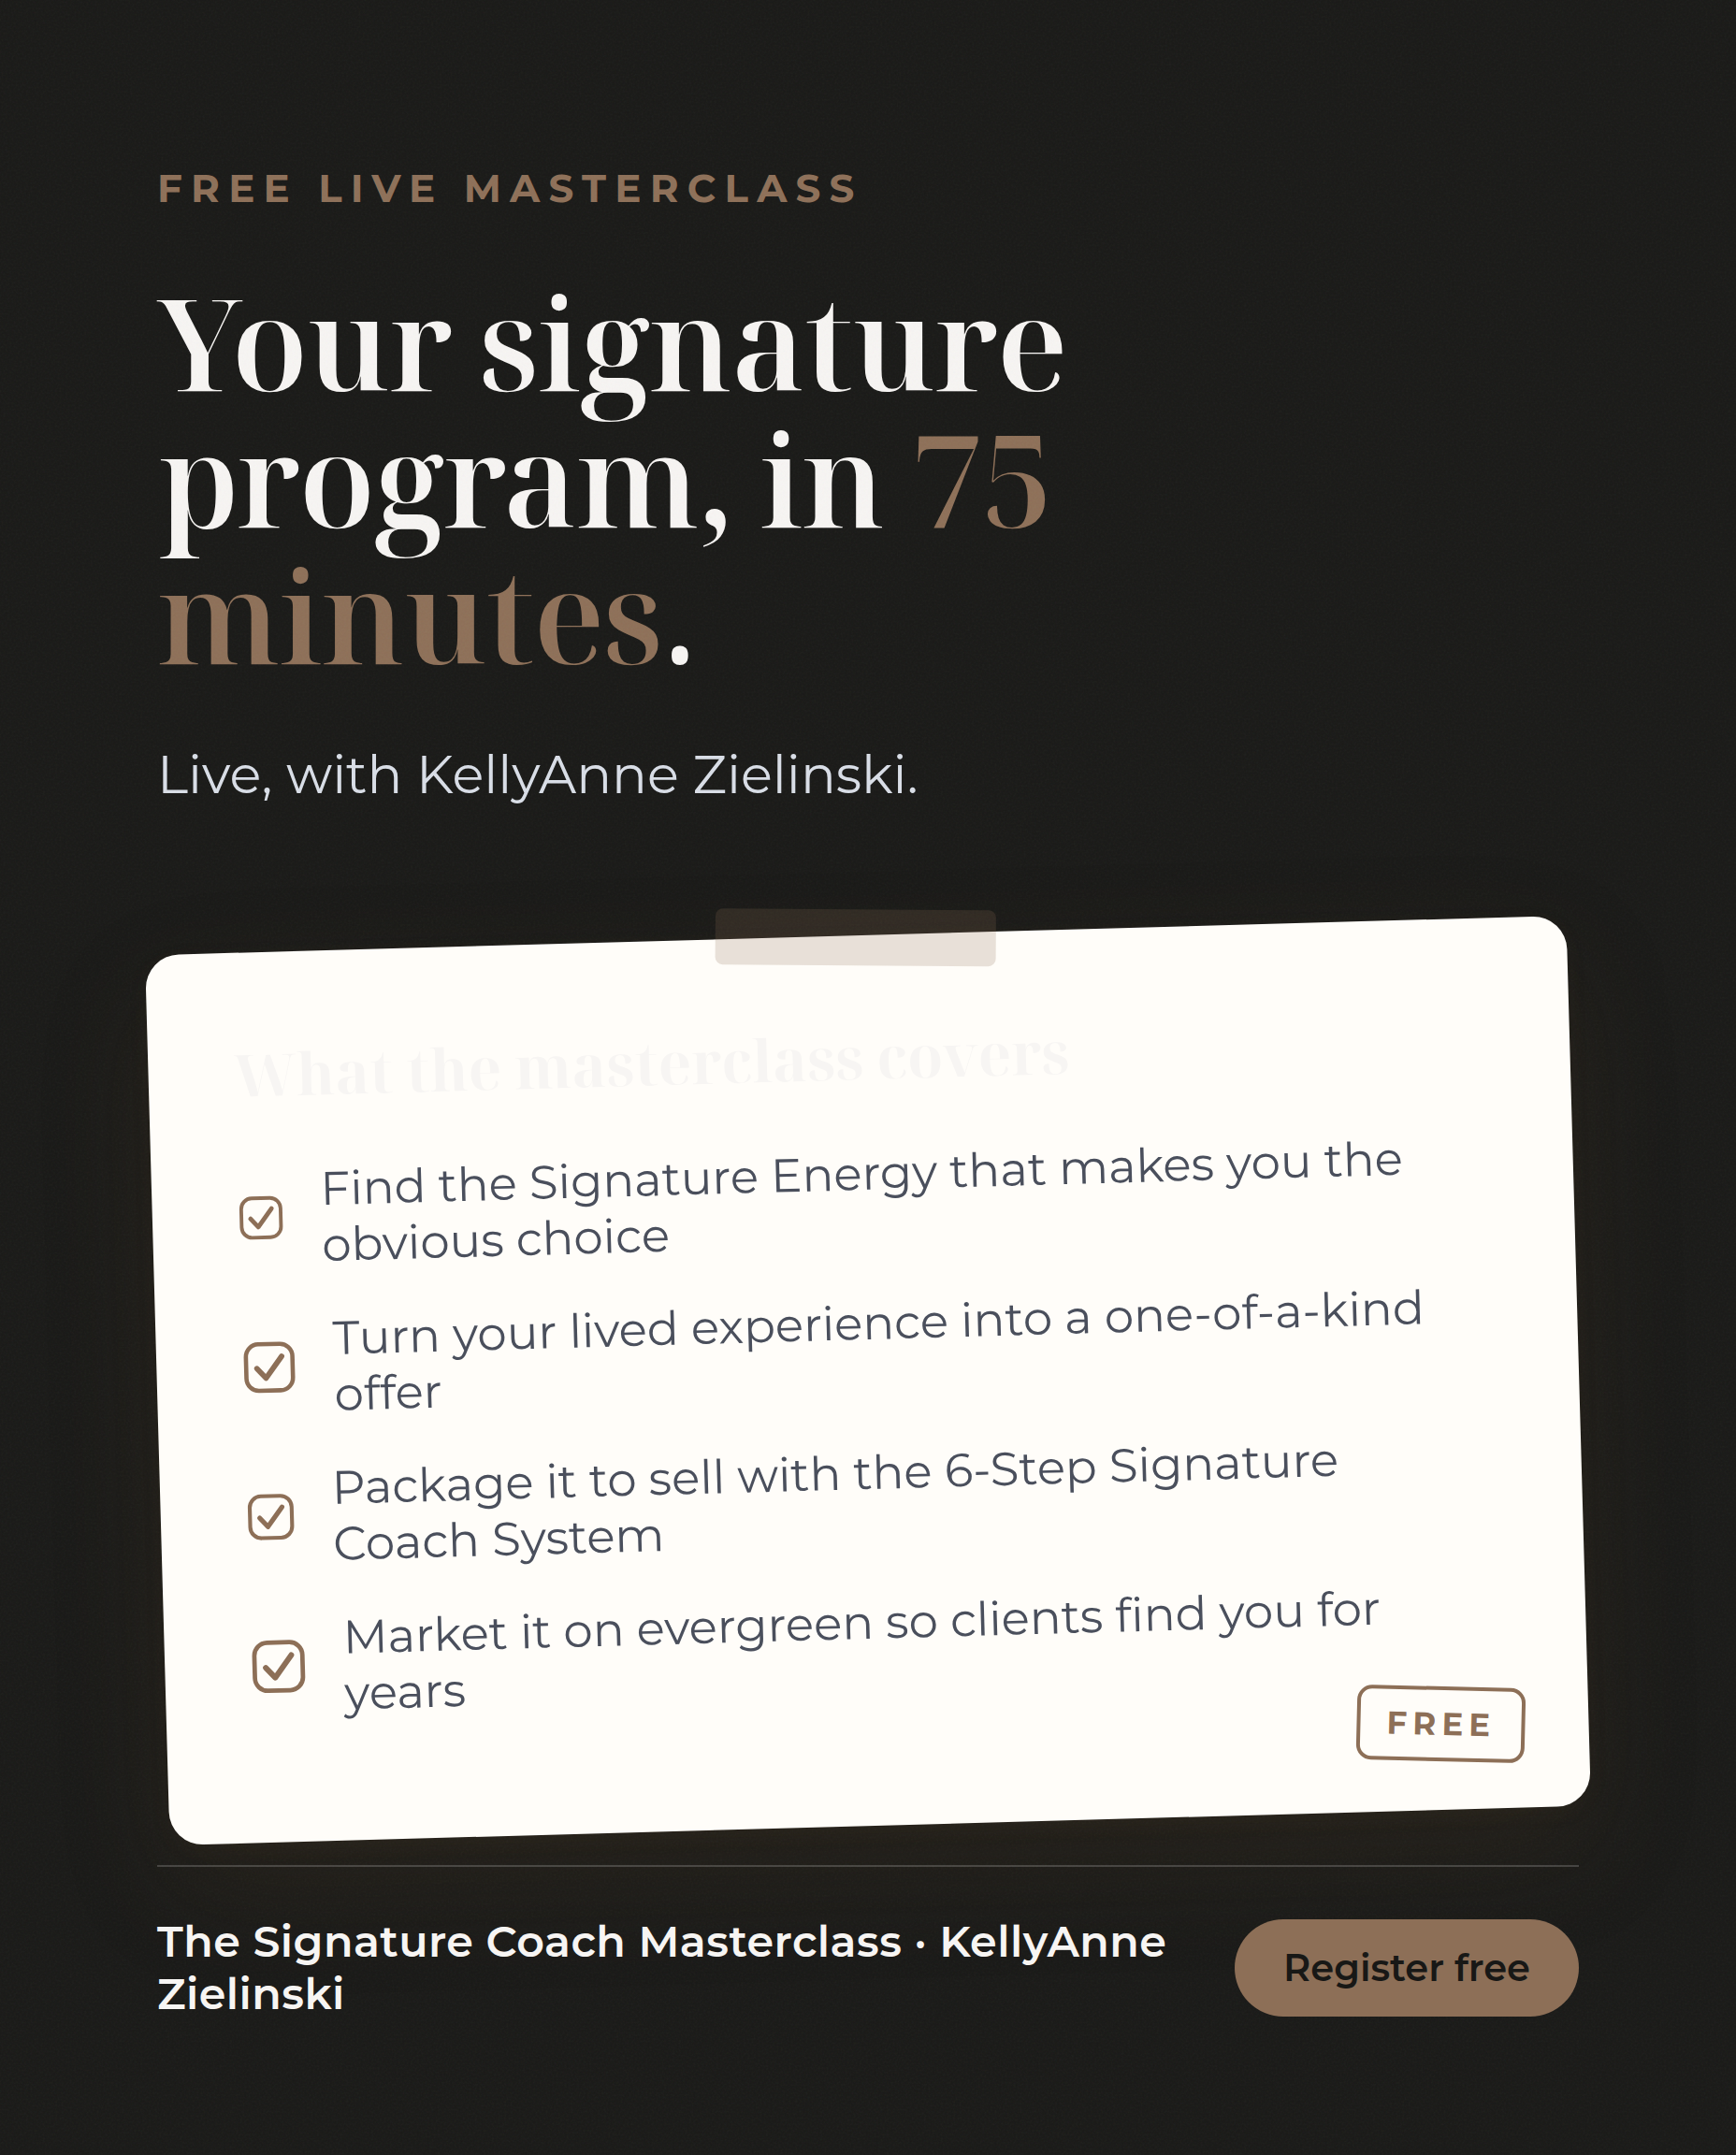 FREE LIVE MASTERCLASS
Your signature
program, in 75
minutes.
Live, with KellyAnne Zielinski.
What the masterclass covers
Find the Signature Energy that makes you the
obvious choice
Turn your lived experience into a one-of-a-kind
offer
Package it to sell with the 6-Step Signature
Coach System
Market it on evergreen so clients find you for
years
FREE
The Signature Coach Masterclass · KellyAnne
Zielinski
Register free